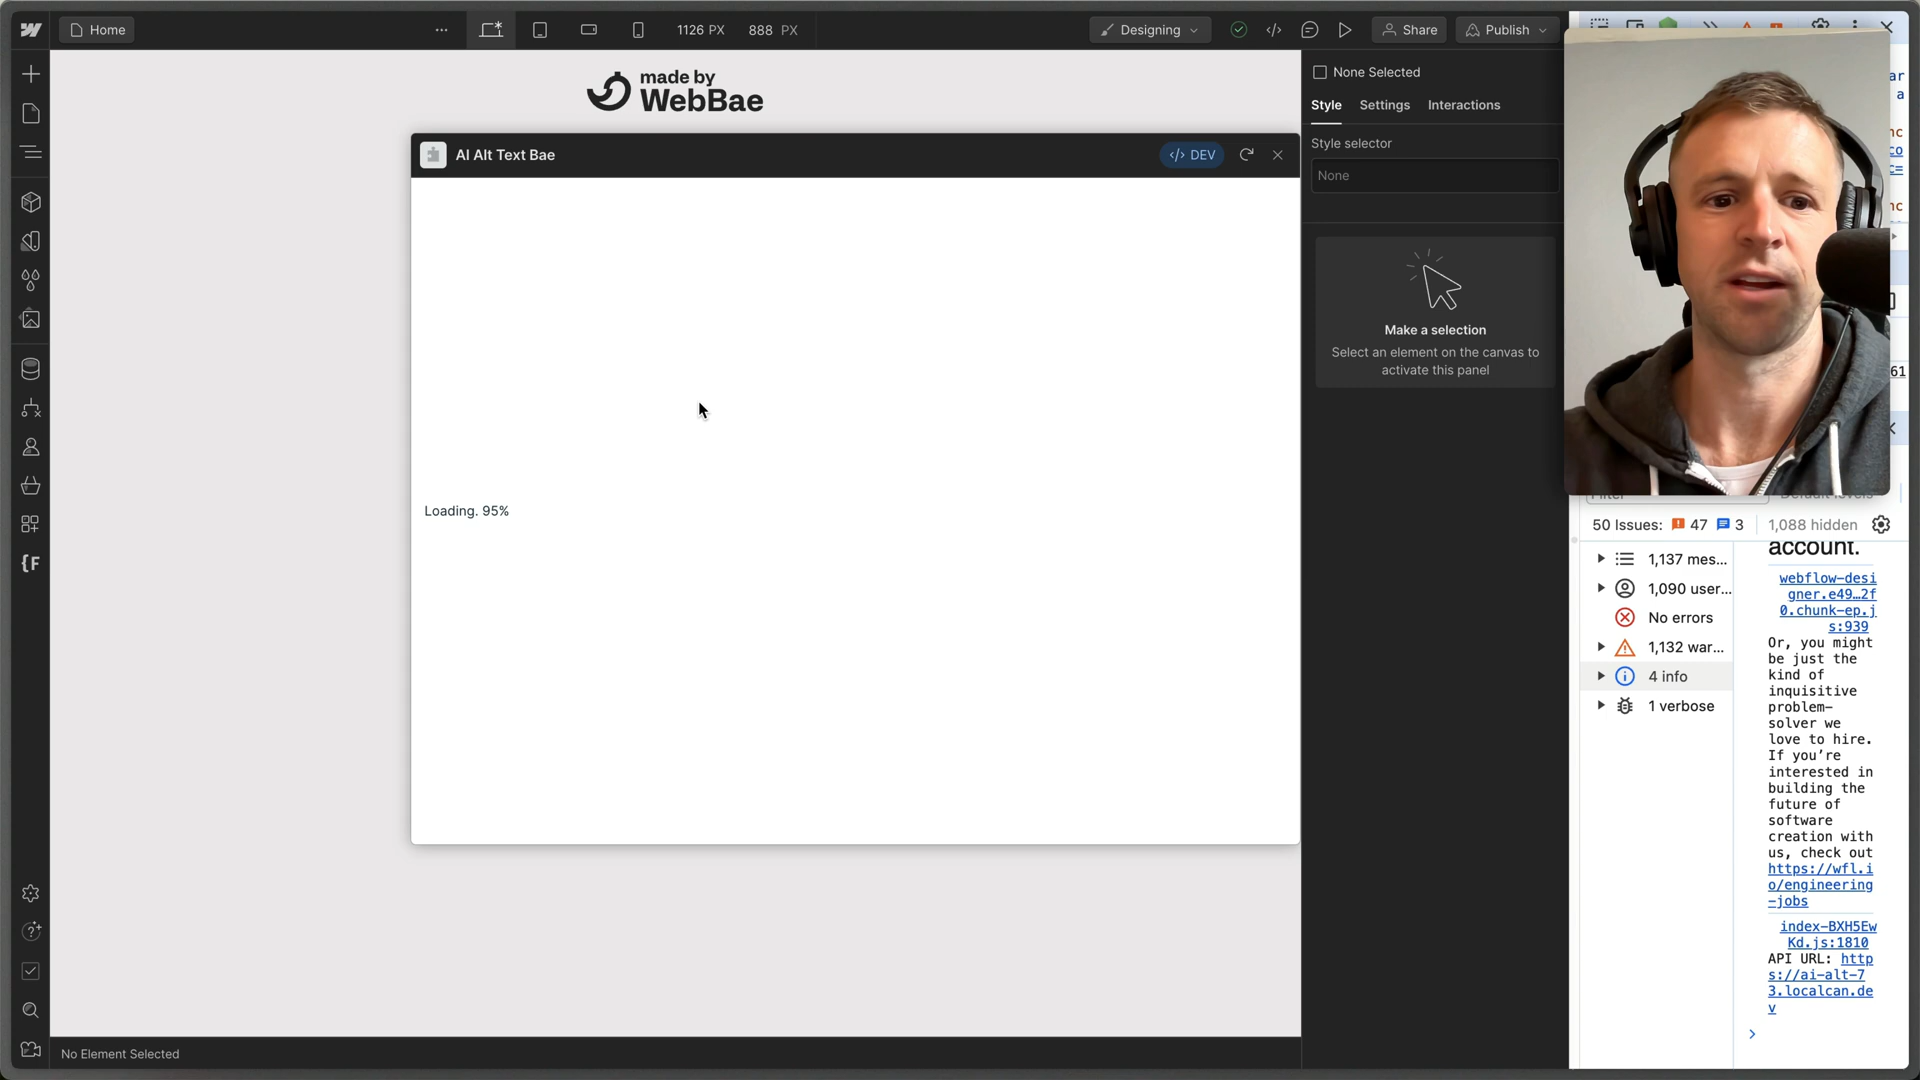 Home
1126 PX 888 PX
Designing
Share
Publish
made by
WebBae
AI Alt Text Bae
</> DEV
Loading. 95%
None Selected
Style Settings Interactions
Style selector
None
Make a selection
Select an element on the canvas to
activate this panel
No Element Selected
ar
a
nc
co
c=
nc
61
50 Issues: 47 3 1,088 hidden
1,137 mes...
1,090 user...
No errors
1,132 war...
4 info
1 verbose
account.
webflow-desi
gner.e49…2f
0.chunk-ep.j
s:939
Or, you might
be just the
kind of
inquisitive
problem-
solver we
love to hire.
If you're
interested in
building the
future of
software
creation with
us, check out
https://wfl.i
o/engineering
-jobs
index-BXH5Ew
Kd.js:1810
API URL: http
s://ai-alt-7
3.localcan.de
v